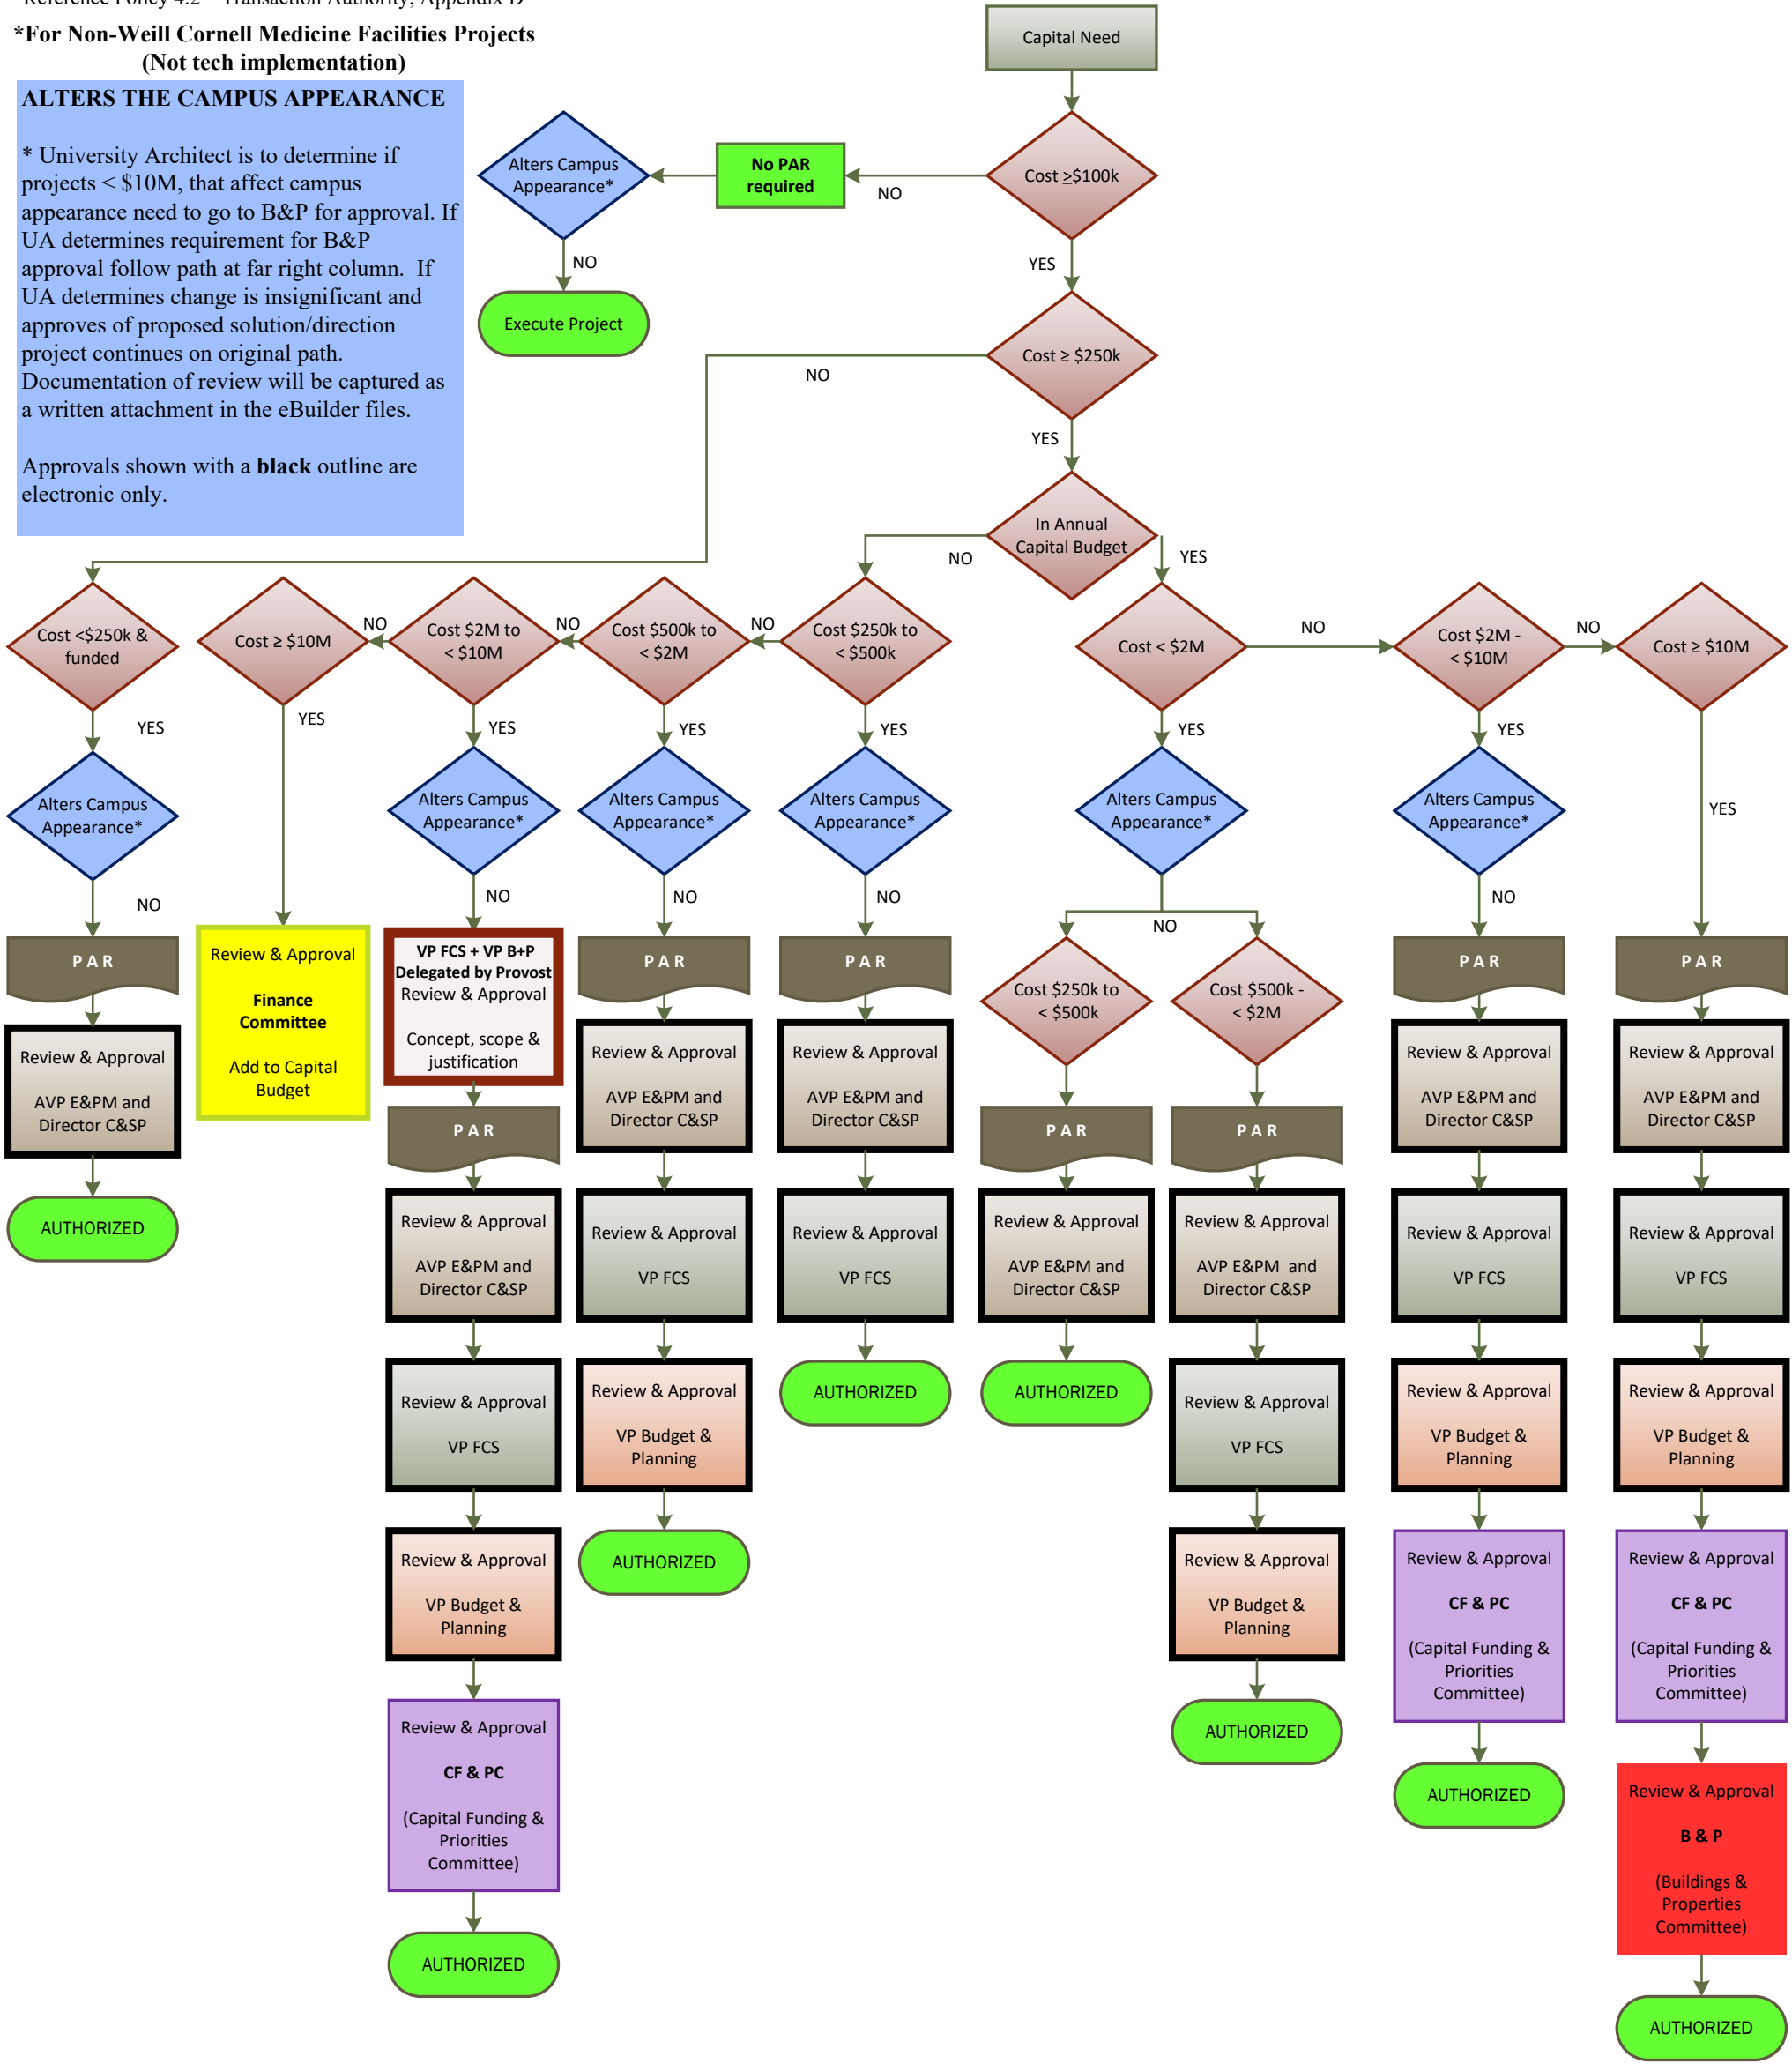 Reference Policy 4.2 – Transaction Authority, Appendix D
*For Non-Weill Cornell Medicine Facilities Projects
(Not tech implementation)
ALTERS THE CAMPUS APPEARANCE
* University Architect is to determine if
projects < $10M, that affect campus
appearance need to go to B&P for approval. If
UA determines requirement for B&P
approval follow path at far right column.  If
UA determines change is insignificant and
approves of proposed solution/direction
project continues on original path.
Documentation of review will be captured as
a written attachment in the eBuilder files.
Approvals shown with a black outline are
electronic only.
Capital Need
Cost ≥$100k
NO
No PAR
required
Alters Campus
Appearance*
NO
Execute Project
YES
Cost ≥ $250k
NO
YES
In Annual
Capital Budget
NO
YES
Cost <$250k &
funded
YES
Alters Campus
Appearance*
NO
P A R
Review & Approval
AVP E&PM and
Director C&SP
AUTHORIZED
Cost ≥ $10M
YES
Review & Approval
Finance
Committee
Add to Capital
Budget
NO
Cost $2M to
< $10M
YES
Alters Campus
Appearance*
NO
VP FCS + VP B+P
Delegated by Provost
Review & Approval
Concept, scope &
justification
P A R
Review & Approval
AVP E&PM and
Director C&SP
Review & Approval
VP FCS
Review & Approval
VP Budget &
Planning
Review & Approval
CF & PC
(Capital Funding &
Priorities
Committee)
AUTHORIZED
NO
Cost $500k to
< $2M
YES
Alters Campus
Appearance*
NO
P A R
Review & Approval
AVP E&PM and
Director C&SP
Review & Approval
VP FCS
Review & Approval
VP Budget &
Planning
AUTHORIZED
NO
Cost $250k to
< $500k
YES
Alters Campus
Appearance*
NO
P A R
Review & Approval
AVP E&PM and
Director C&SP
Review & Approval
VP FCS
AUTHORIZED
Cost < $2M
YES
Alters Campus
Appearance*
NO
Cost $250k to
< $500k
P A R
Review & Approval
AVP E&PM and
Director C&SP
AUTHORIZED
Cost $500k -
< $2M
P A R
Review & Approval
AVP E&PM  and
Director C&SP
Review & Approval
VP FCS
Review & Approval
VP Budget &
Planning
AUTHORIZED
NO
Cost $2M -
< $10M
YES
Alters Campus
Appearance*
NO
P A R
Review & Approval
AVP E&PM and
Director C&SP
Review & Approval
VP FCS
Review & Approval
VP Budget &
Planning
Review & Approval
CF & PC
(Capital Funding &
Priorities
Committee)
AUTHORIZED
NO
Cost ≥ $10M
YES
P A R
Review & Approval
AVP E&PM and
Director C&SP
Review & Approval
VP FCS
Review & Approval
VP Budget &
Planning
Review & Approval
CF & PC
(Capital Funding &
Priorities
Committee)
Review & Approval
B & P
(Buildings &
Properties
Committee)
AUTHORIZED